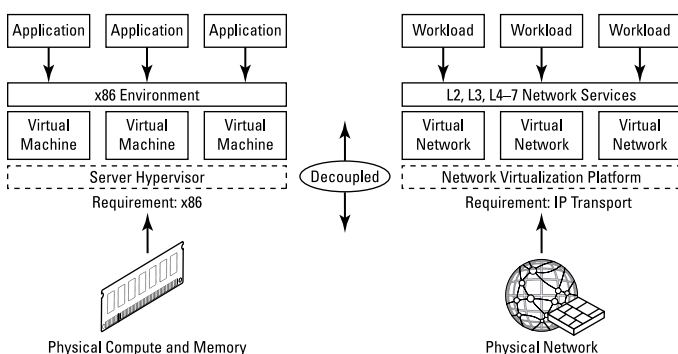 Application
Application
Application
x86 Environment
Virtual
Machine
Virtual
Machine
Virtual
Machine
Server Hypervisor
Requirement: x86
Physical Compute and Memory
Decoupled
Workload
Workload
Workload
L2, L3, L4–7 Network Services
Virtual
Network
Virtual
Network
Virtual
Network
Network Virtualization Platform
Requirement: IP Transport
Physical Network